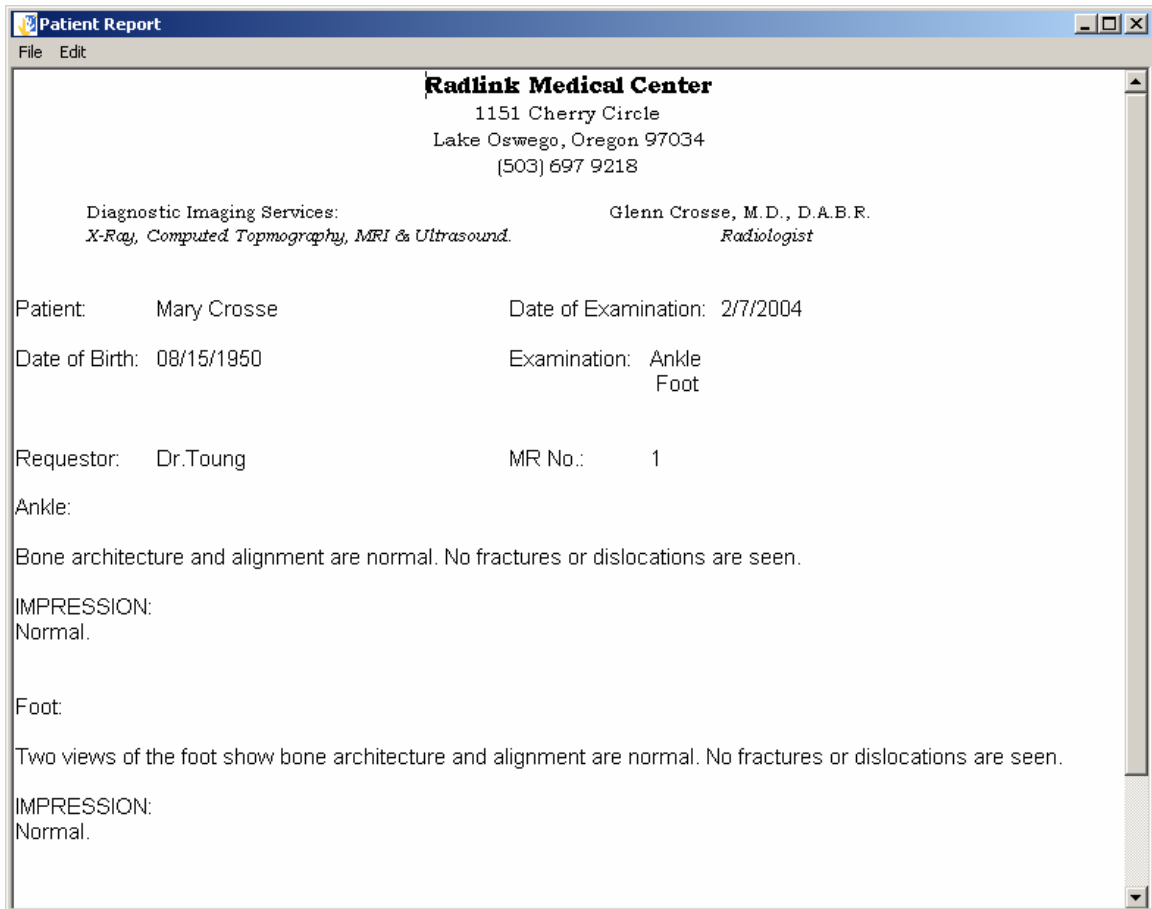 Patient Report
File Edit
Radlink Medical Center
1151 Cherry Circle
Lake Oswego, Oregon 97034
(503) 697 9218
Diagnostic Imaging Services: Glenn Crosse, M.D., D.A.B.R.
X-Ray, Computed Topmography, MRI & Ultrasound. Radiologist
Patient: Mary Crosse Date of Examination: 2/7/2004
Date of Birth: 08/15/1950 Examination: Ankle
Foot
Requestor: Dr.Toung MR No.: 1
Ankle:
Bone architecture and alignment are normal. No fractures or dislocations are seen.
IMPRESSION:
Normal.
Foot:
Two views of the foot show bone architecture and alignment are normal. No fractures or dislocations are seen.
IMPRESSION:
Normal.